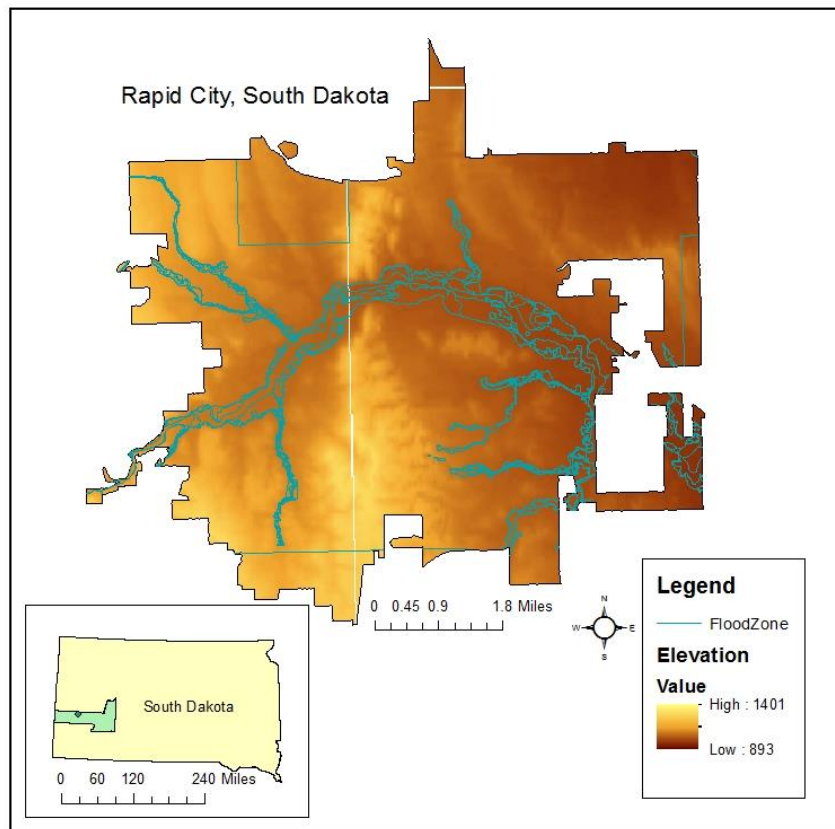 Rapid City, South Dakota
0 0.45 0.9 1.8 Miles
N
W E
S
Legend
FloodZone
Elevation
Value
High : 1401
Low : 893
South Dakota
0 60 120 240 Miles